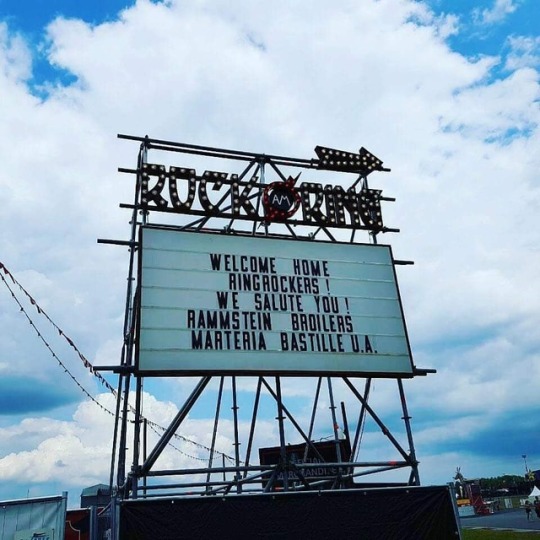 ROCK AM RING
WELCOME HOME
RINGROCKERS !
WE SALUTE YOU !
RAMMSTEIN BROILERS
MARTERIA BASTILLE U.A.